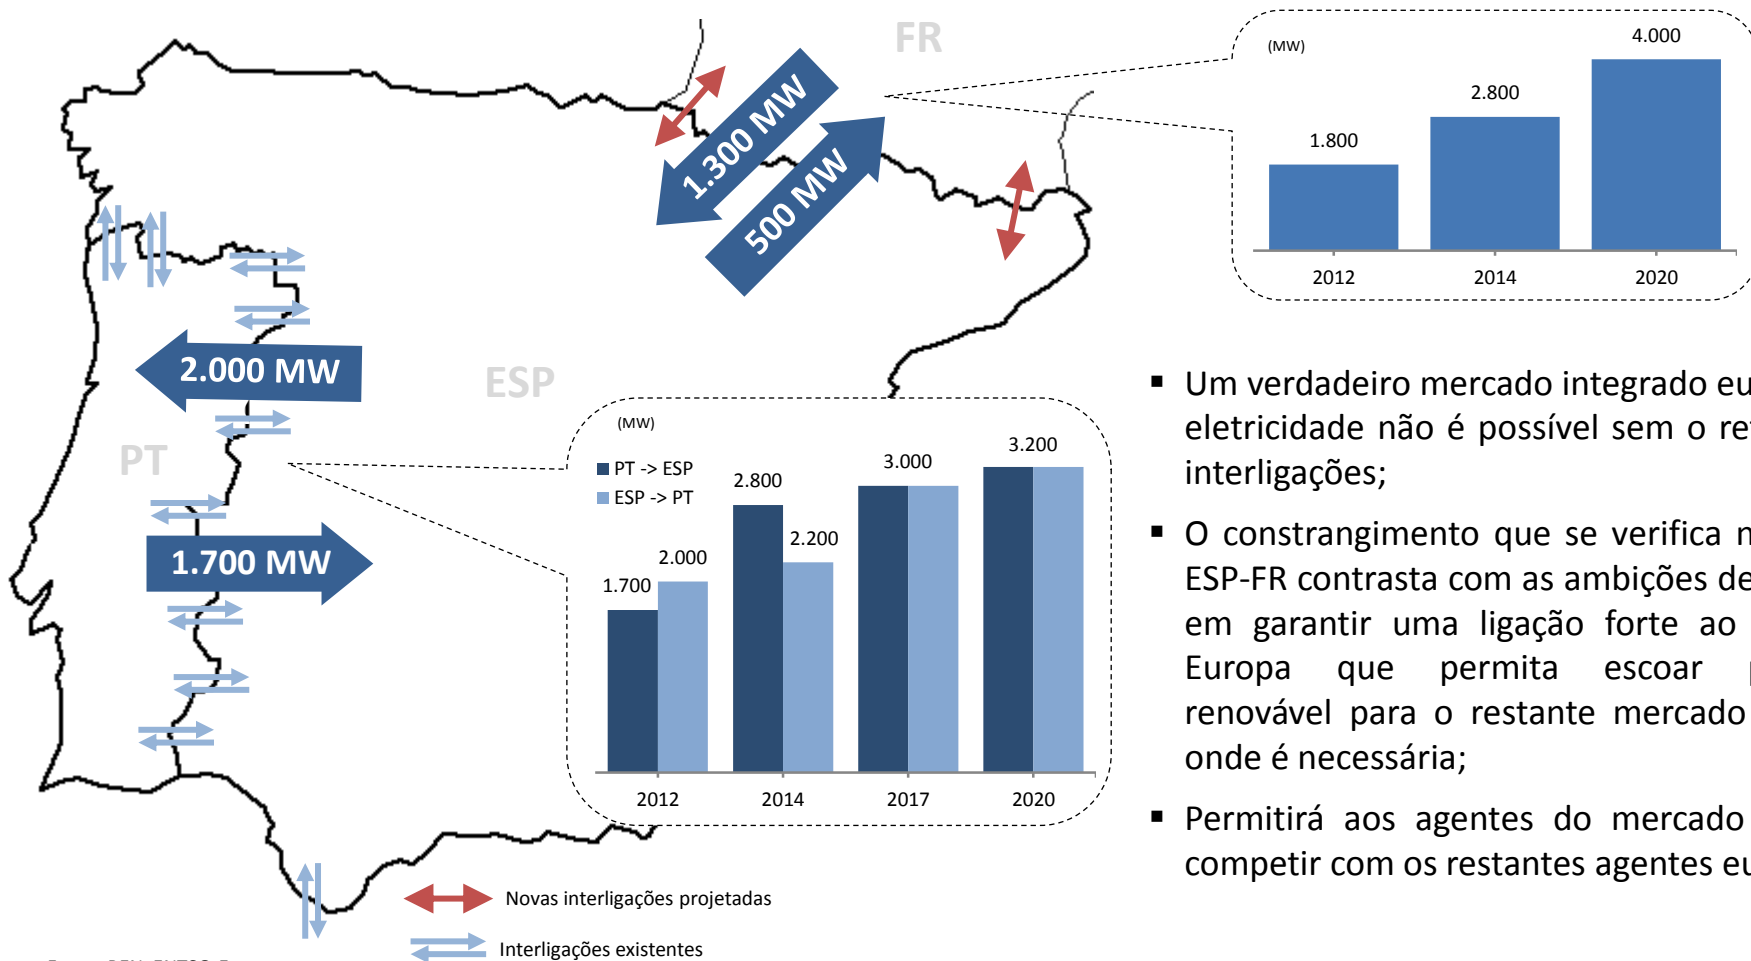 FR
1.300 MW
500 MW
(MW)
4.000
2.800
1.800
2012 2014 2020
2.000 MW
ESP
PT
1.700 MW
(MW)
PT -> ESP
ESP -> PT
1.700
2.000
2.800
2.200
3.000
3.200
2012 2014 2017 2020
▪ Um verdadeiro mercado integrado eu
eletricidade não é possível sem o
interligações;
▪ O constrangimento que se verifica
ESP-FR contrasta com as ambições de
em garantir uma ligação forte ao
Europa que permita escoar
renovável para o restante mercado
onde é necessária;
▪ Permitirá aos agentes do mercado
competir com os restantes agentes eu
Novas interligações projetadas
Interligações existentes